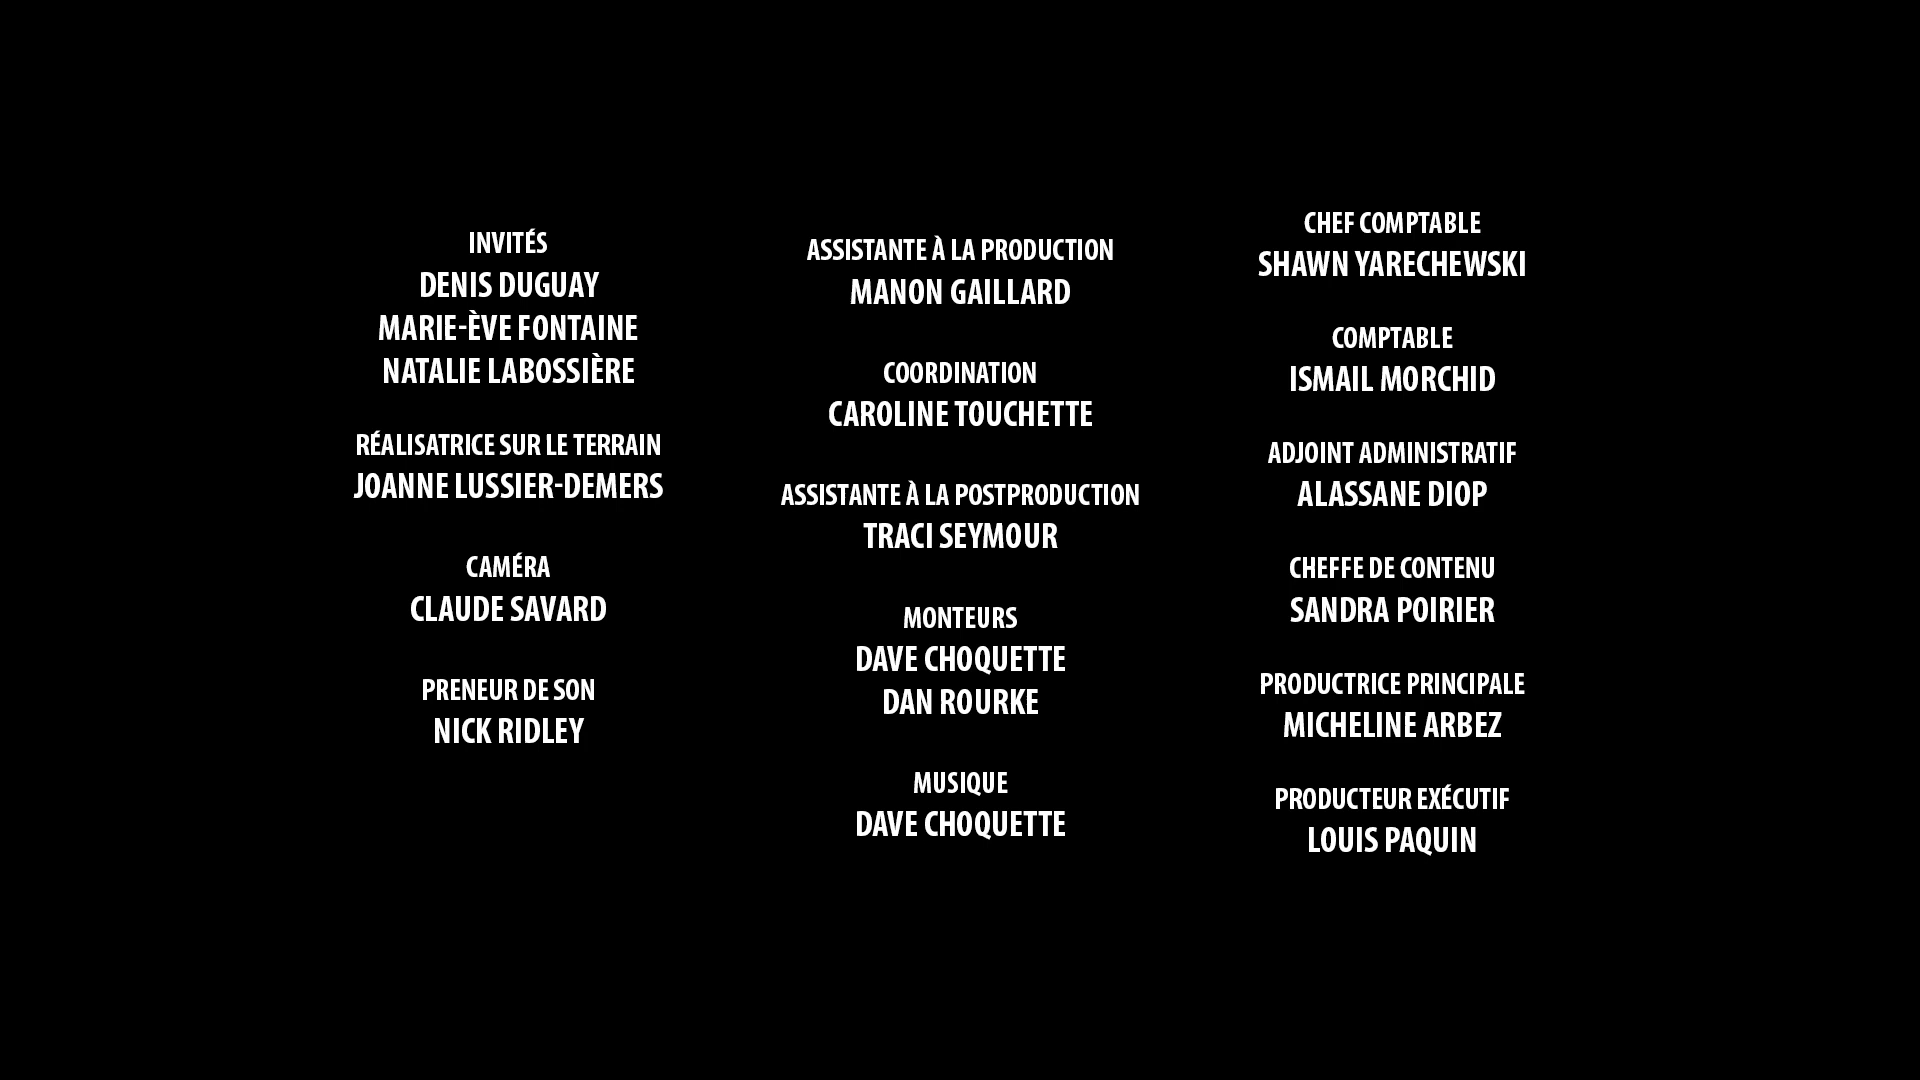 INVITÉS
DENIS DUGUAY
MARIE-ÈVE FONTAINE
NATALIE LABOSSIÈRE
RÉALISATRICE SUR LE TERRAIN
JOANNE LUSSIER-DEMERS
CAMÉRA
CLAUDE SAVARD
PRENEUR DE SON
NICK RIDLEY
ASSISTANTE À LA PRODUCTION
MANON GAILLARD
COORDINATION
CAROLINE TOUCHETTE
ASSISTANTE À LA POSTPRODUCTION
TRACI SEYMOUR
MONTEURS
DAVE CHOQUETTE
DAN ROURKE
MUSIQUE
DAVE CHOQUETTE
CHEF COMPTABLE
SHAWN YARECHEWSKI
COMPTABLE
ISMAIL MORCHID
ADJOINT ADMINISTRATIF
ALASSANE DIOP
CHEFFE DE CONTENU
SANDRA POIRIER
PRODUCTRICE PRINCIPALE
MICHELINE ARBEZ
PRODUCTEUR EXÉCUTIF
LOUIS PAQUIN